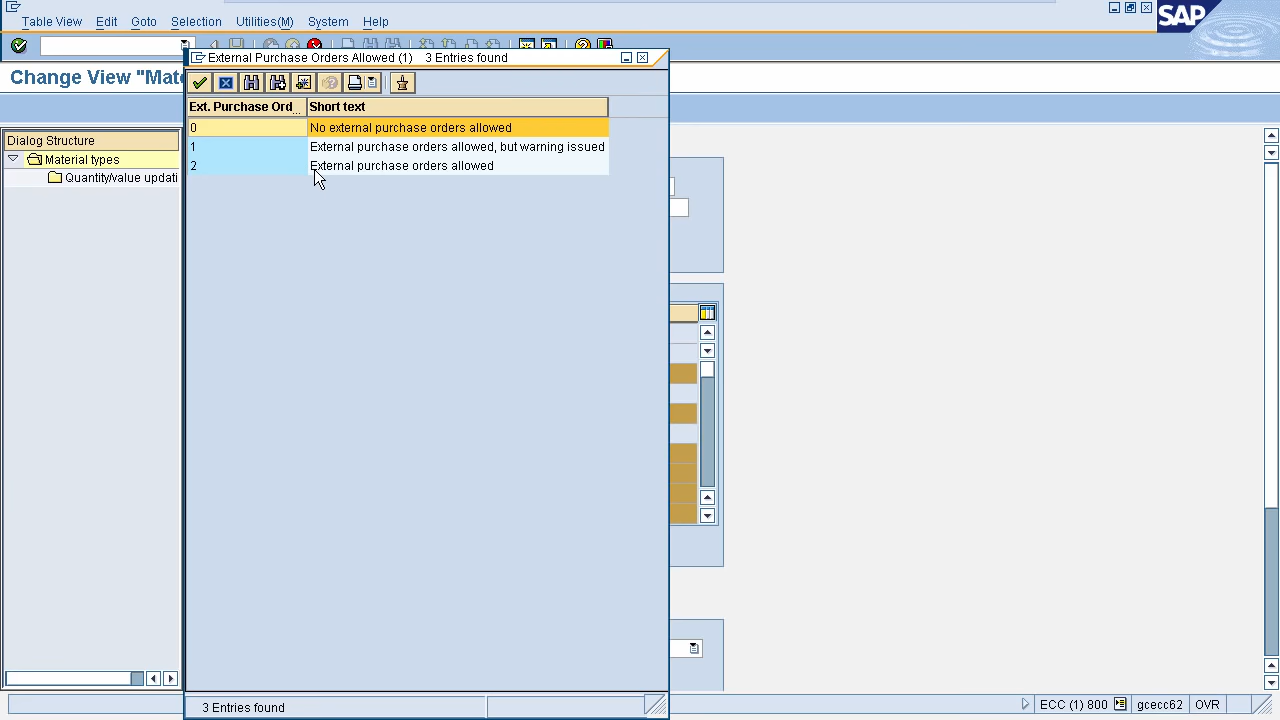 Table View Edit Goto Selection Utilities(M) System Help
SAP
External Purchase Orders Allowed (1) 3 Entries found
Change View "Mate
Ext. Purchase Ord... Short text
0 No external purchase orders allowed
1 External purchase orders allowed, but warning issued
2 External purchase orders allowed
Dialog Structure
Material types
Quantity/value updati
3 Entries found
ECC (1) 800 gcecc62 OVR